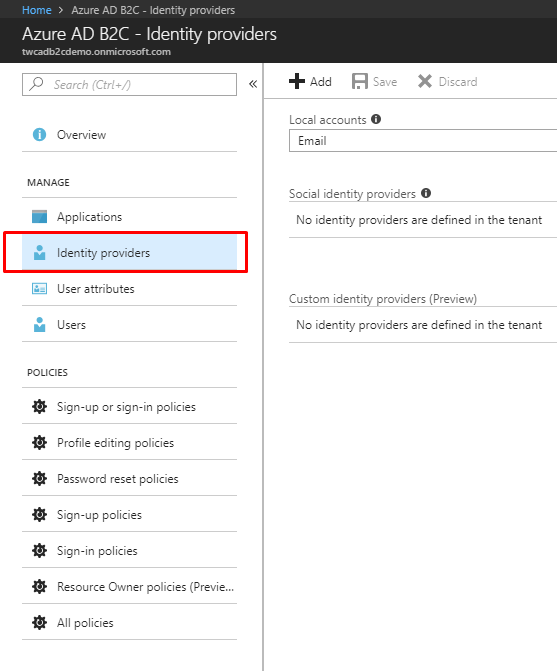 Home > Azure AD B2C - Identity providers
Azure AD B2C - Identity providers
twcadb2cdemo.onmicrosoft.com
Search (Ctrl+/)
«
Overview
MANAGE
Applications
Identity providers
User attributes
Users
POLICIES
Sign-up or sign-in policies
Profile editing policies
Password reset policies
Sign-up policies
Sign-in policies
Resource Owner policies (Previe...
All policies
Add Save Discard
Local accounts
Email
Social identity providers
No identity providers are defined in the tenant
Custom identity providers (Preview)
No identity providers are defined in the tenant